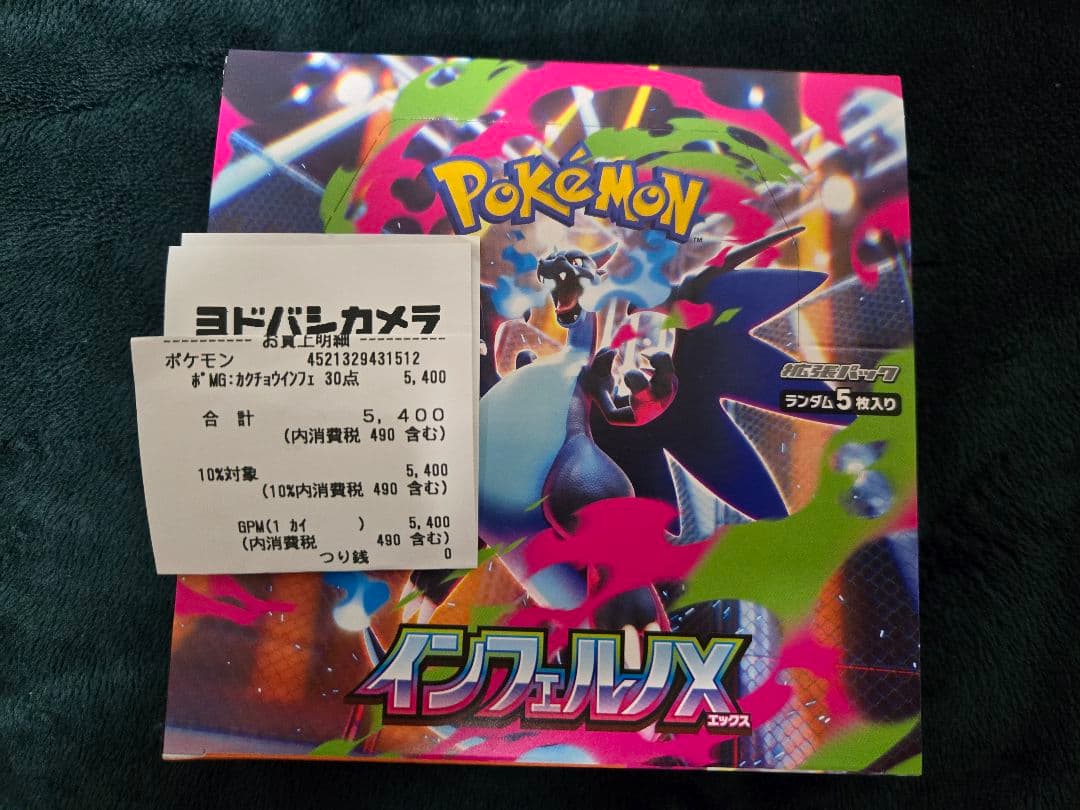 POKéMON
TM
ヨドバシカメラ
お買上明細
ポケモン 4521329431512
ﾎﾟMG:ｶｸﾁｮｳｲﾝﾌｪ 30点 5,400
合 計 5,400
(内消費税 490 含む)
10%対象 5,400
(10%内消費税 490 含む)
GPM(1 ｶｲ ) 5,400
(内消費税 490 含む)
つり銭 0
拡張パック
ランダム5枚入り
インフェルノX
エックス